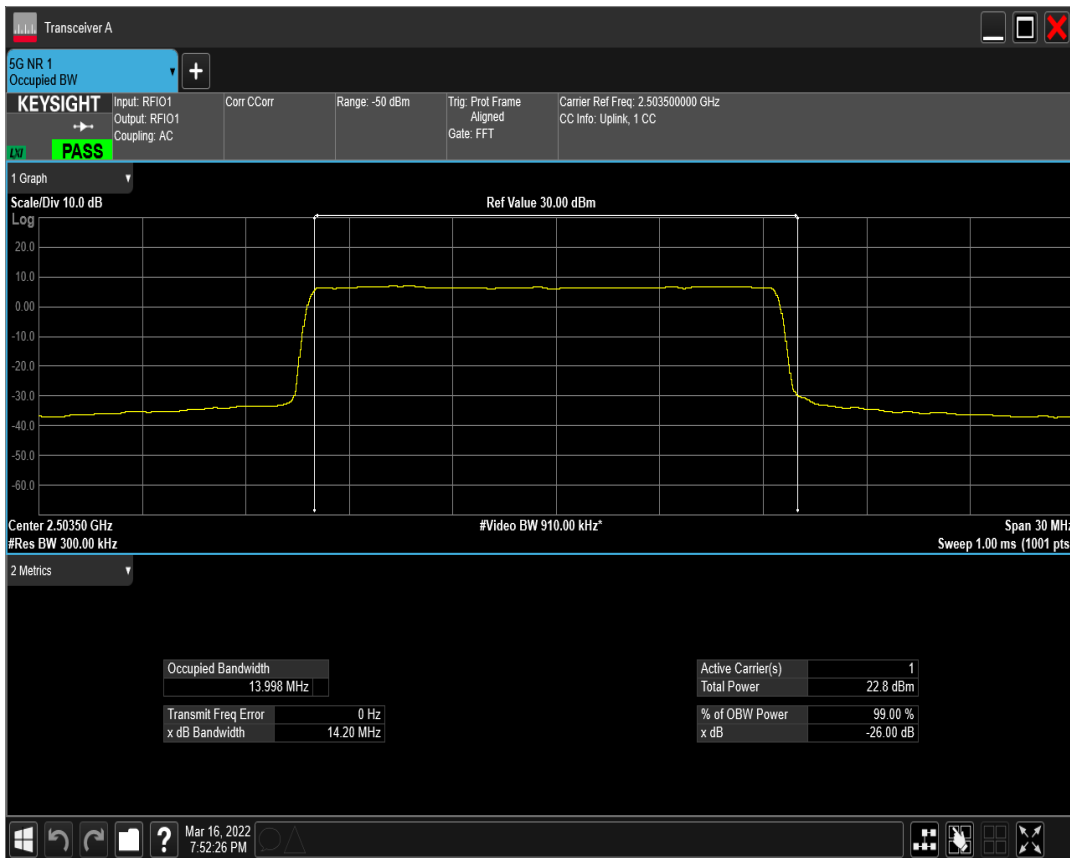 Transceiver A
5G NR 1
Occupied BW
+
KEYSIGHT
LXI
PASS
Input: RFIO1
Output: RFIO1
Coupling: AC
Corr CCorr
Range: -50 dBm
Trig: Prot Frame
Aligned
Gate: FFT
Carrier Ref Freq: 2.503500000 GHz
CC Info: Uplink, 1 CC
1 Graph
Scale/Div 10.0 dB
Ref Value 30.00 dBm
Log
20.0
10.0
0.00
-10.0
-20.0
-30.0
-40.0
-50.0
-60.0
Center 2.50350 GHz
#Video BW 910.00 kHz*
Span 30 MHz
#Res BW 300.00 kHz
Sweep 1.00 ms (1001 pts
2 Metrics
Occupied Bandwidth
13.998 MHz
Transmit Freq Error 0 Hz
x dB Bandwidth 14.20 MHz
Active Carrier(s) 1
Total Power 22.8 dBm
% of OBW Power 99.00 %
x dB -26.00 dB
?
Mar 16, 2022
7:52:26 PM